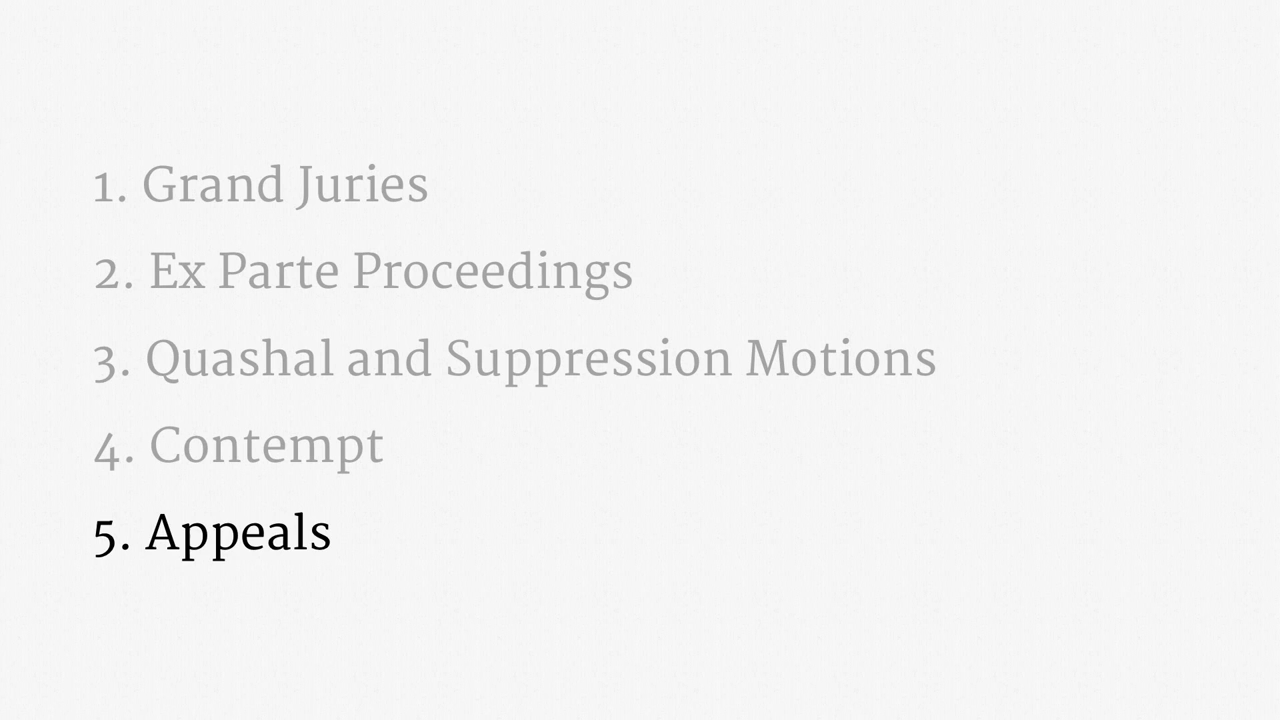 1. Grand Juries
2. Ex Parte Proceedings
3. Quashal and Suppression Motions
4. Contempt
5. Appeals